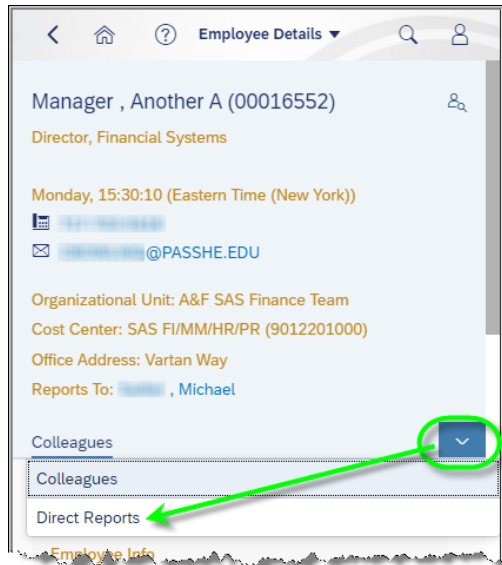 Employee Details
Manager , Another A (00016552)
Director, Financial Systems
Monday, 15:30:10 (Eastern Time (New York))
@PASSHE.EDU
Organizational Unit: A&F SAS Finance Team
Cost Center: SAS FI/MM/HR/PR (9012201000)
Office Address: Vartan Way
Reports To: , Michael
Colleagues
Colleagues
Direct Reports
Employee Info